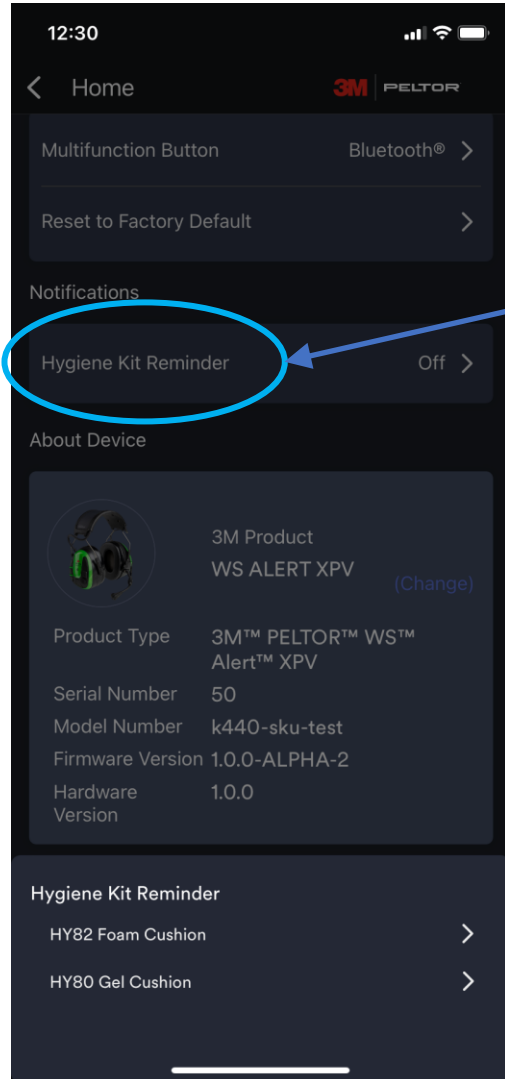 12:30
Home
3M PELTOR
Multifunction Button Bluetooth®
Reset to Factory Default
Notifications
Hygiene Kit Reminder Off
About Device
3M Product
WS ALERT XPV
(Change)
Product Type 3M™ PELTOR™ WS™
Alert™ XPV
Serial Number 50
Model Number k440-sku-test
Firmware Version 1.0.0-ALPHA-2
Hardware 1.0.0
Version
Hygiene Kit Reminder
HY82 Foam Cushion
HY80 Gel Cushion